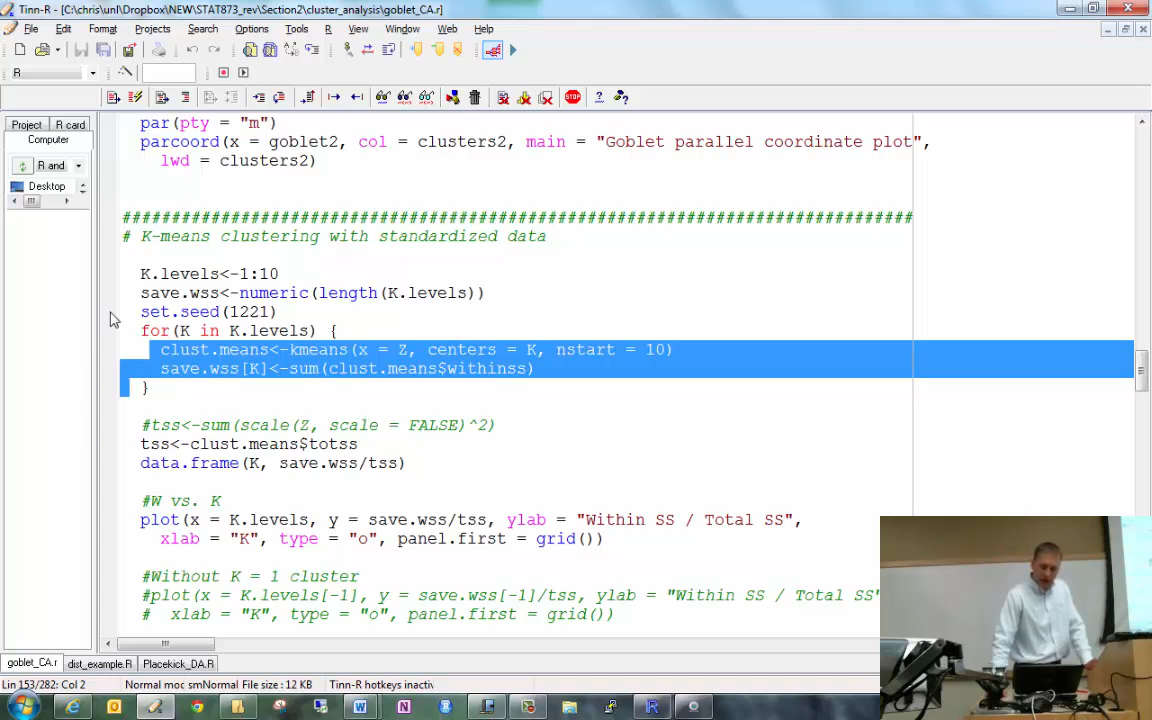 Tinn-R - [C:\chris\unl\Dropbox\NEW\STAT873_rev\Section2\cluster_analysis\goblet_CA.r]
File Edit Format Projects Search Options Tools R View Window Web Help
R
Project R card
Computer
R and
Desktop
par(pty = "m")
parcoord(x = goblet2, col = clusters2, main = "Goblet parallel coordinate plot",
lwd = clusters2)
################################################################################
# K-means clustering with standardized data
K.levels<-1:10
save.wss<-numeric(length(K.levels))
set.seed(1221)
for(K in K.levels) {
clust.means<-kmeans(x = Z, centers = K, nstart = 10)
save.wss[K]<-sum(clust.means$withinss)
}
#tss<-sum(scale(Z, scale = FALSE)^2)
tss<-clust.means$totss
data.frame(K, save.wss/tss)
#W vs. K
plot(x = K.levels, y = save.wss/tss, ylab = "Within SS / Total SS",
xlab = "K", type = "o", panel.first = grid())
#Without K = 1 cluster
#plot(x = K.levels[-1], y = save.wss[-1]/tss, ylab = "Within SS / Total SS"
# xlab = "K", type = "o", panel.first = grid())
goblet_CA.r dist_example.R Placekick_DA.R
Lin 153/282: Col 2 Normal mod smNormal File size: 12 KB Tinn-R hotkeys inactiv